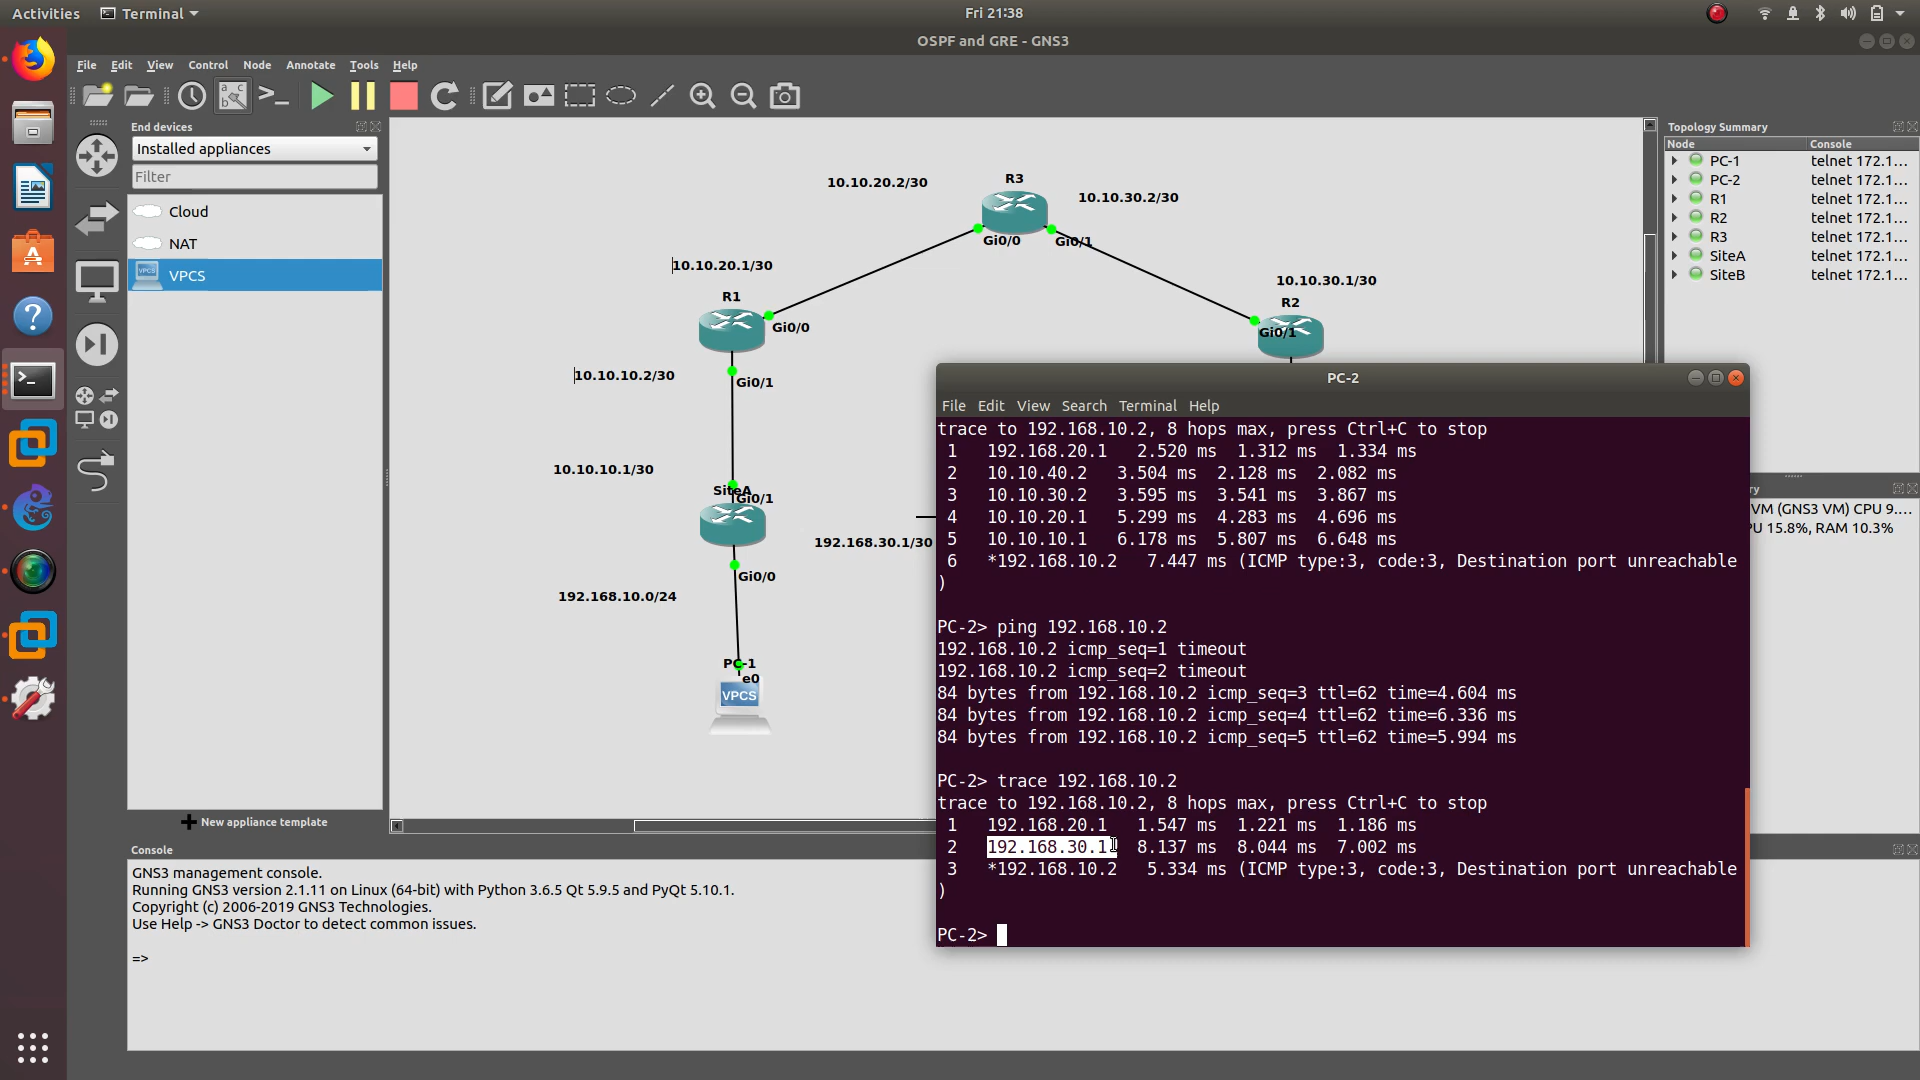 Activities Terminal Fri 21:38
OSPF and GRE - GNS3
File Edit View Control Node Annotate Tools Help
End devices
Installed appliances
Filter
Cloud
NAT
VPCS
VPCS
New appliance template
10.10.20.2/30
R3
10.10.30.2/30
Gi0/0
Gi0/1
10.10.20.1/30
R1
Gi0/0
10.10.30.1/30
R2
Gi0/1
10.10.10.2/30
Gi0/1
10.10.10.1/30
SiteA
Gi0/1
192.168.30.1/30
Gi0/0
192.168.10.0/24
PC-1
e0
VPCS
Topology Summary
Node Console
PC-1 telnet 172.1...
PC-2 telnet 172.1...
R1 telnet 172.1...
R2 telnet 172.1...
R3 telnet 172.1...
SiteA telnet 172.1...
SiteB telnet 172.1...
ry
VM (GNS3 VM) CPU 9....
PU 15.8%, RAM 10.3%
PC-2
File Edit View Search Terminal Help
trace to 192.168.10.2, 8 hops max, press Ctrl+C to stop
1 192.168.20.1 2.520 ms 1.312 ms 1.334 ms
2 10.10.40.2 3.504 ms 2.128 ms 2.082 ms
3 10.10.30.2 3.595 ms 3.541 ms 3.867 ms
4 10.10.20.1 5.299 ms 4.283 ms 4.696 ms
5 10.10.10.1 6.178 ms 5.807 ms 6.648 ms
6 *192.168.10.2 7.447 ms (ICMP type:3, code:3, Destination port unreachable
)
PC-2> ping 192.168.10.2
192.168.10.2 icmp_seq=1 timeout
192.168.10.2 icmp_seq=2 timeout
84 bytes from 192.168.10.2 icmp_seq=3 ttl=62 time=4.604 ms
84 bytes from 192.168.10.2 icmp_seq=4 ttl=62 time=6.336 ms
84 bytes from 192.168.10.2 icmp_seq=5 ttl=62 time=5.994 ms
PC-2> trace 192.168.10.2
trace to 192.168.10.2, 8 hops max, press Ctrl+C to stop
1 192.168.20.1 1.547 ms 1.221 ms 1.186 ms
2 192.168.30.1 8.137 ms 8.044 ms 7.002 ms
3 *192.168.10.2 5.334 ms (ICMP type:3, code:3, Destination port unreachable
)
PC-2>
Console
GNS3 management console.
Running GNS3 version 2.1.11 on Linux (64-bit) with Python 3.6.5 Qt 5.9.5 and PyQt 5.10.1.
Copyright (c) 2006-2019 GNS3 Technologies.
Use Help -> GNS3 Doctor to detect common issues.
=>